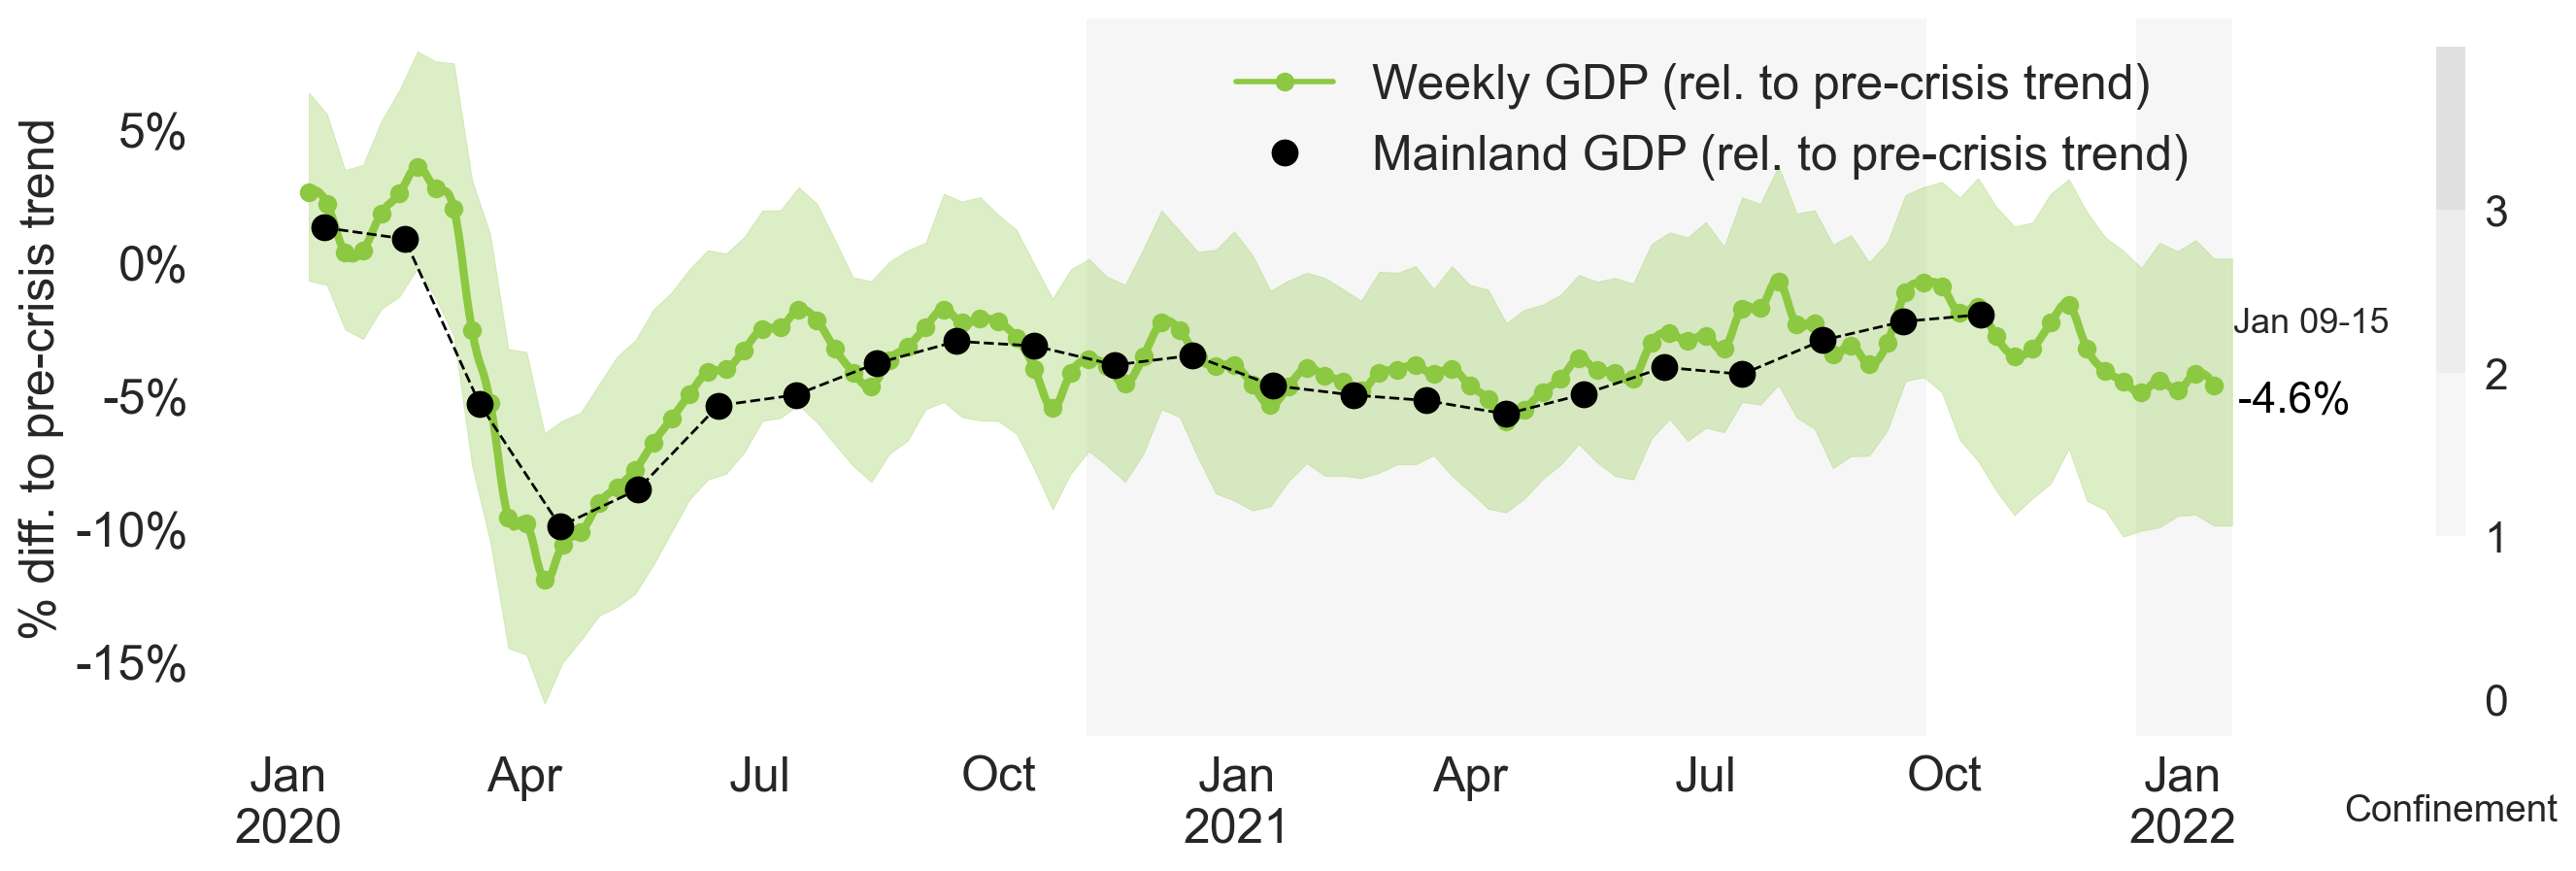 Weekly GDP (rel. to pre-crisis trend)
Mainland GDP (rel. to pre-crisis trend)
% diff. to pre-crisis trend
5%
0%
-5%
-10%
-15%
Jan 09-15
-4.6%
3
2
1
0
Jan
2020
Apr
Jul
Oct
Jan
2021
Apr
Jul
Oct
Jan
2022
Confinement